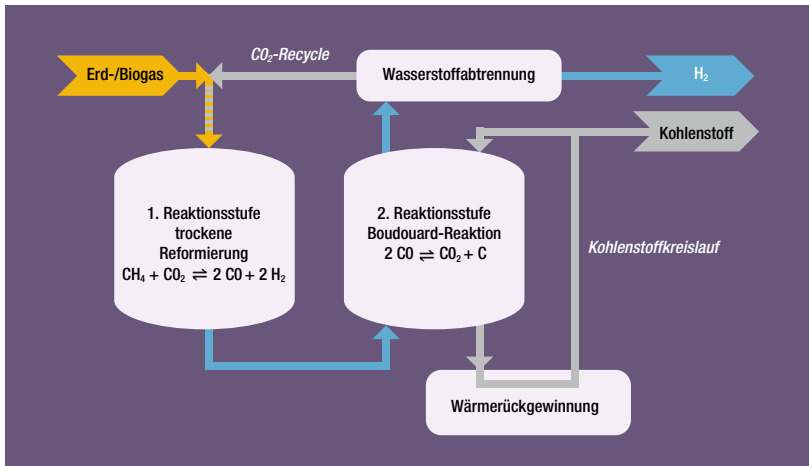 CO₂-Recycle
Erd-/Biogas
Wasserstoffabtrennung
H₂
Kohlenstoff
1. Reaktionsstufe
trockene
Reformierung
CH₄ + CO₂ ⇌ 2 CO + 2 H₂
2. Reaktionsstufe
Boudouard-Reaktion
2 CO ⇌ CO₂ + C
Kohlenstoffkreislauf
Wärmerückgewinnung